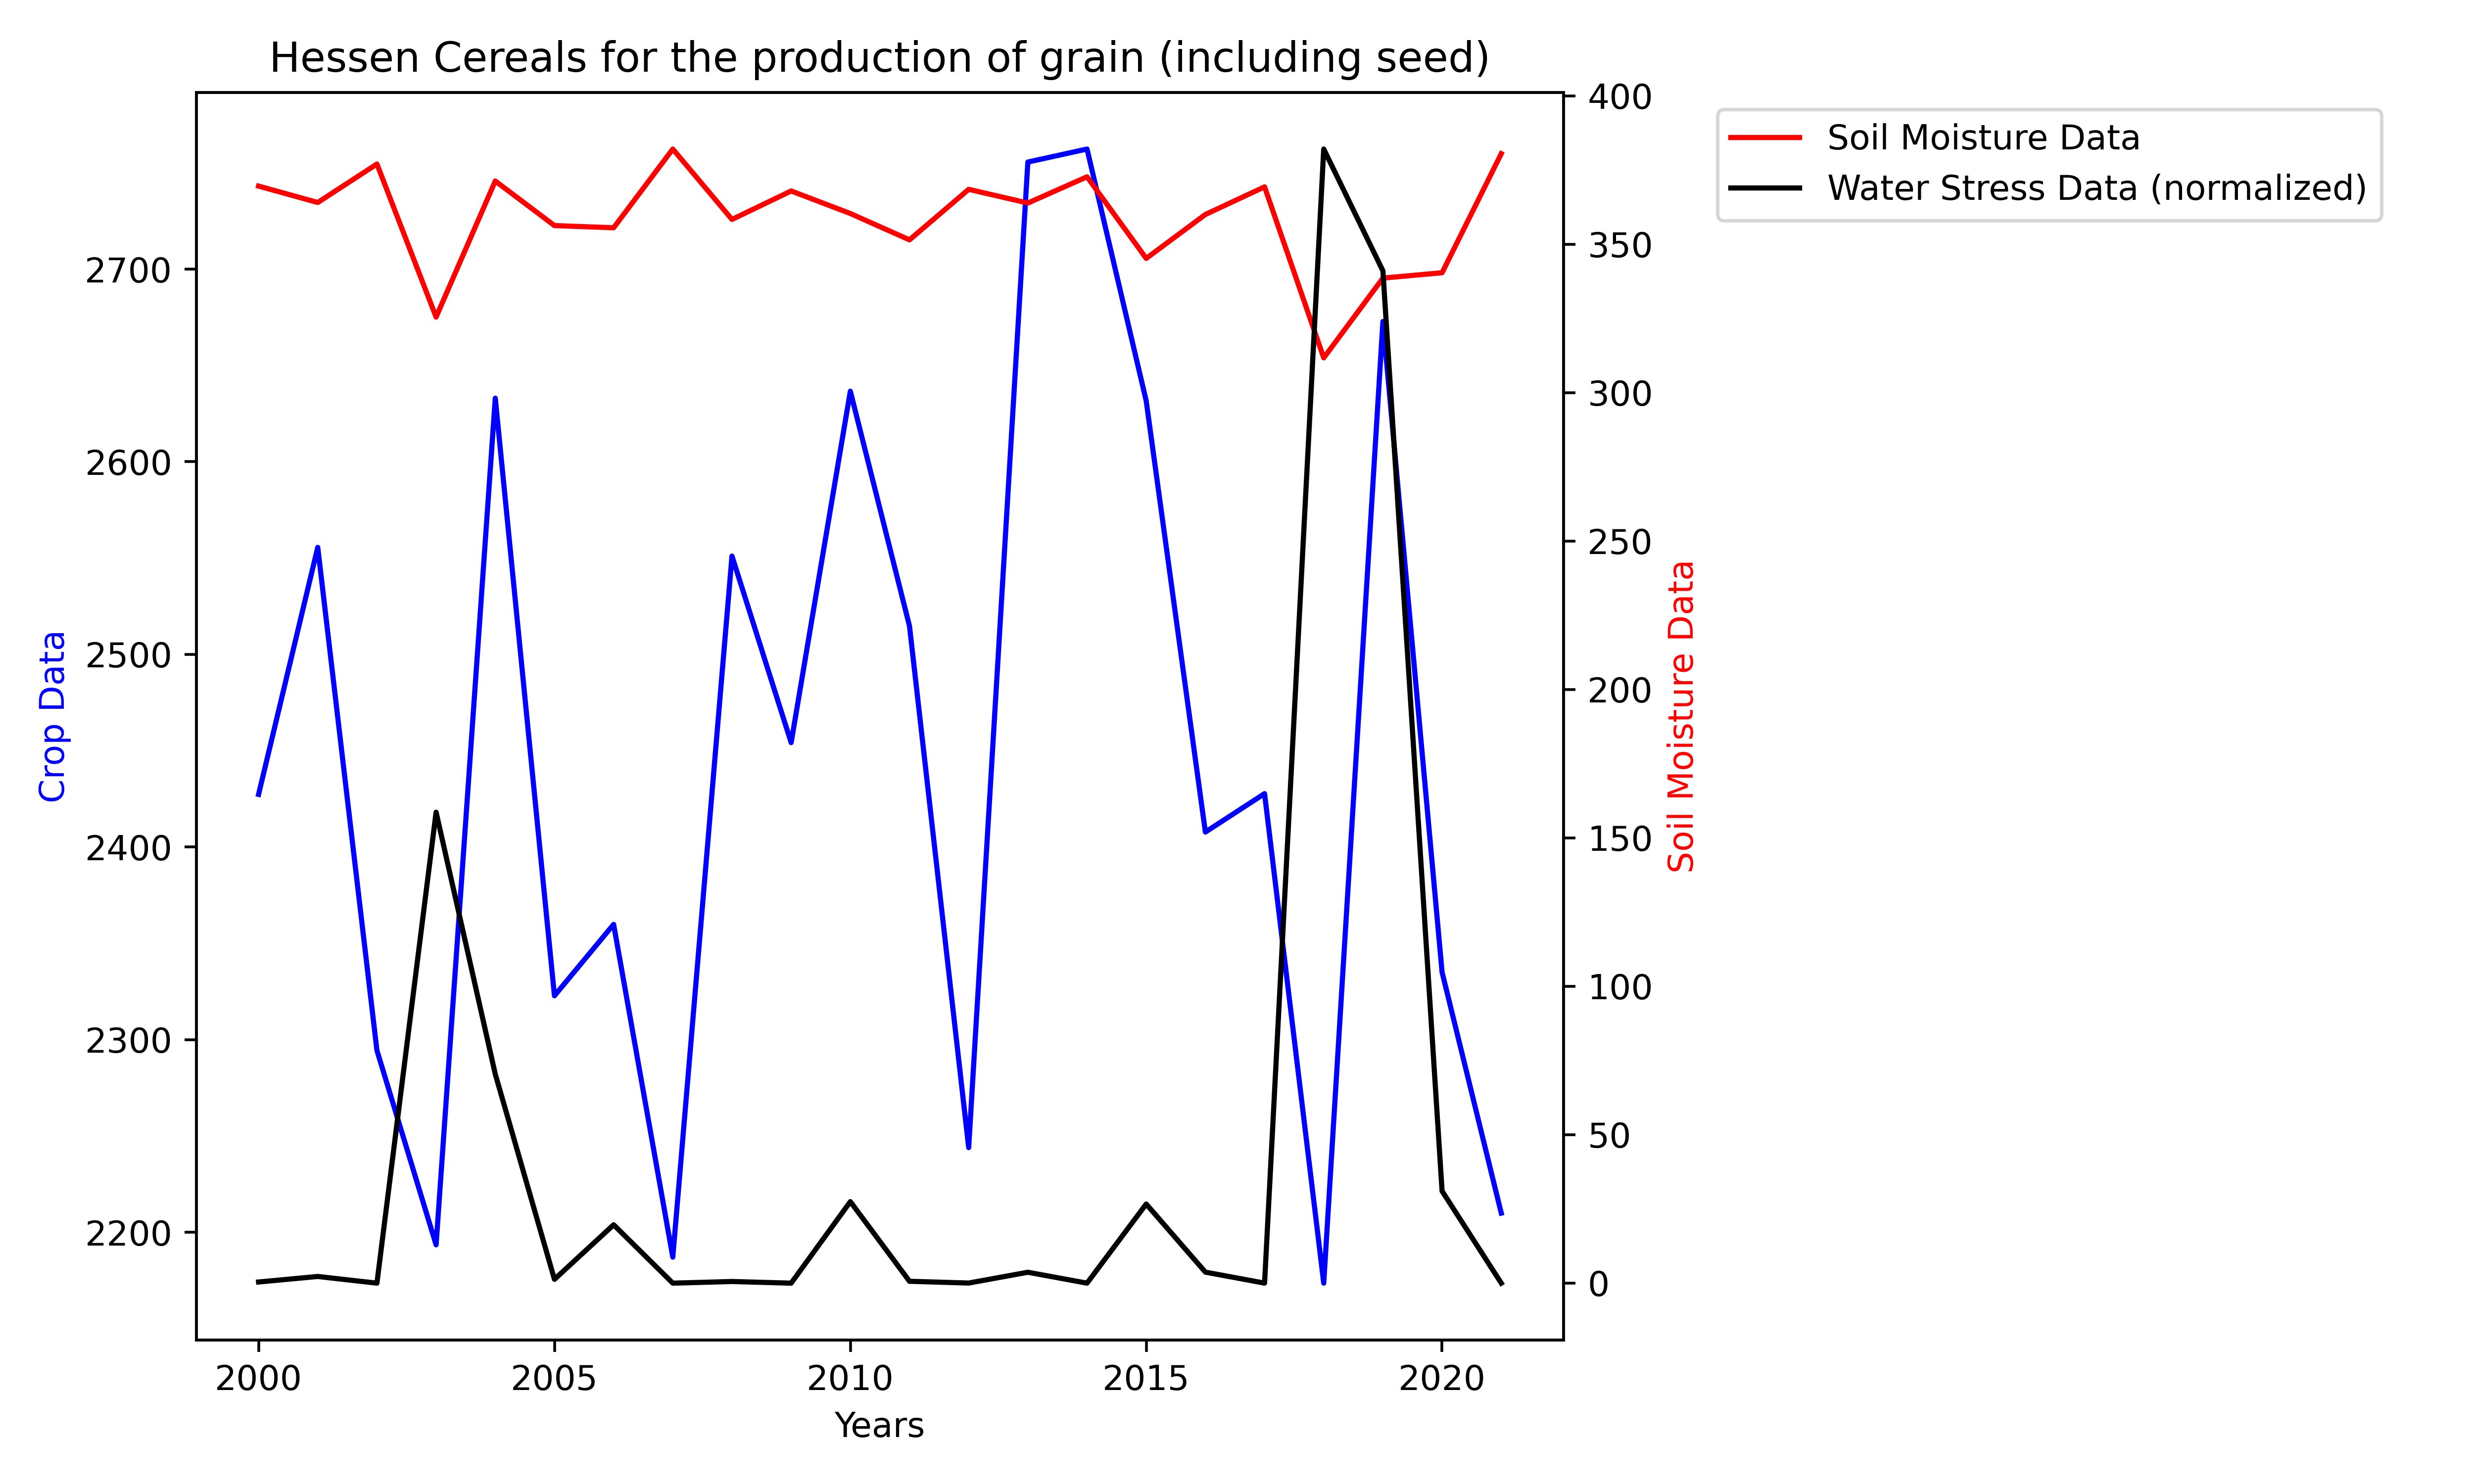 Hessen Cereals for the production of grain (including seed)
Soil Moisture Data
Water Stress Data (normalized)
Crop Data
2700
2600
2500
2400
2300
2200
400
350
300
250
200
150
100
50
0
Soil Moisture Data
2000 2005 2010 2015 2020
Years